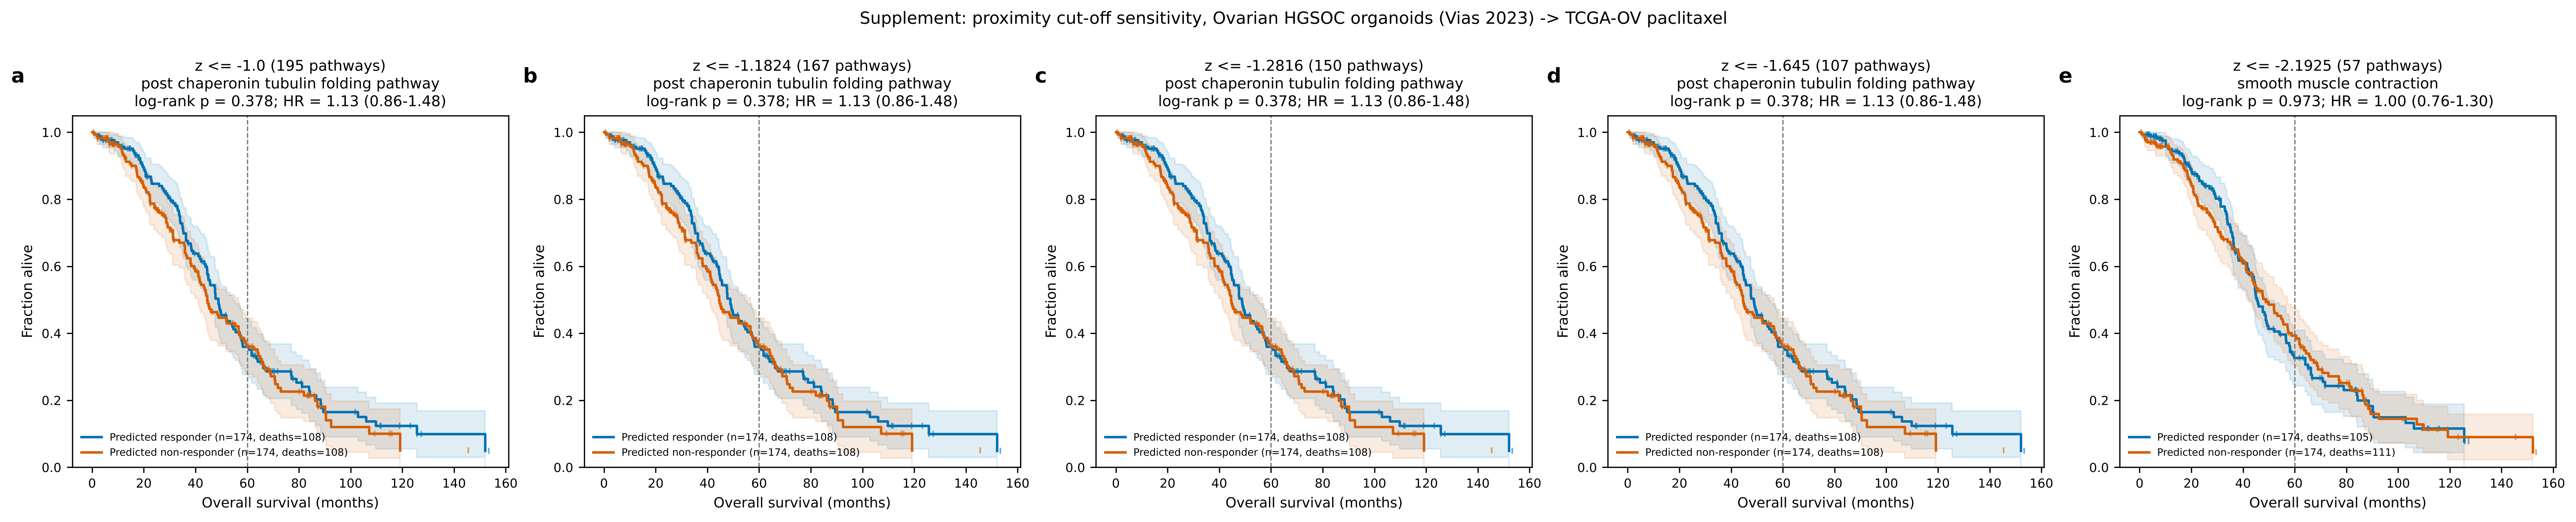 Supplement: proximity cut-off sensitivity, Ovarian HGSOC organoids (Vias 2023) -> TCGA-OV paclitaxel
a
z <= -1.0 (195 pathways)
post chaperonin tubulin folding pathway
log-rank p = 0.378; HR = 1.13 (0.86-1.48)
1.0
0.8
0.6
0.4
0.2
0.0
Fraction alive
Predicted responder (n=174, deaths=108)
Predicted non-responder (n=174, deaths=108)
0 20 40 60 80 100 120 140 160
Overall survival (months)
b
z <= -1.1824 (167 pathways)
post chaperonin tubulin folding pathway
log-rank p = 0.378; HR = 1.13 (0.86-1.48)
1.0
0.8
0.6
0.4
0.2
0.0
Fraction alive
Predicted responder (n=174, deaths=108)
Predicted non-responder (n=174, deaths=108)
0 20 40 60 80 100 120 140 160
Overall survival (months)
c
z <= -1.2816 (150 pathways)
post chaperonin tubulin folding pathway
log-rank p = 0.378; HR = 1.13 (0.86-1.48)
1.0
0.8
0.6
0.4
0.2
0.0
Fraction alive
Predicted responder (n=174, deaths=108)
Predicted non-responder (n=174, deaths=108)
0 20 40 60 80 100 120 140 160
Overall survival (months)
d
z <= -1.645 (107 pathways)
post chaperonin tubulin folding pathway
log-rank p = 0.378; HR = 1.13 (0.86-1.48)
1.0
0.8
0.6
0.4
0.2
0.0
Fraction alive
Predicted responder (n=174, deaths=108)
Predicted non-responder (n=174, deaths=108)
0 20 40 60 80 100 120 140 160
Overall survival (months)
e
z <= -2.1925 (57 pathways)
smooth muscle contraction
log-rank p = 0.973; HR = 1.00 (0.76-1.30)
1.0
0.8
0.6
0.4
0.2
0.0
Fraction alive
Predicted responder (n=174, deaths=105)
Predicted non-responder (n=174, deaths=111)
0 20 40 60 80 100 120 140 160
Overall survival (months)